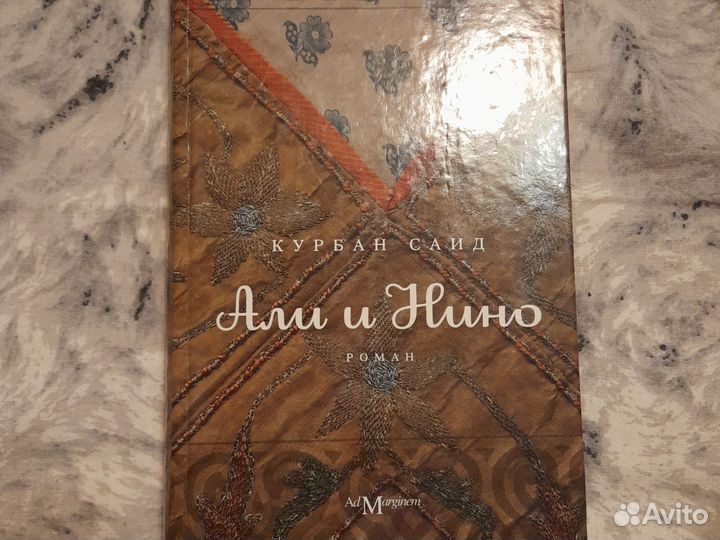 КУРБАН САИД
Али и Нино
РОМАН
Ad Marginem
Avito